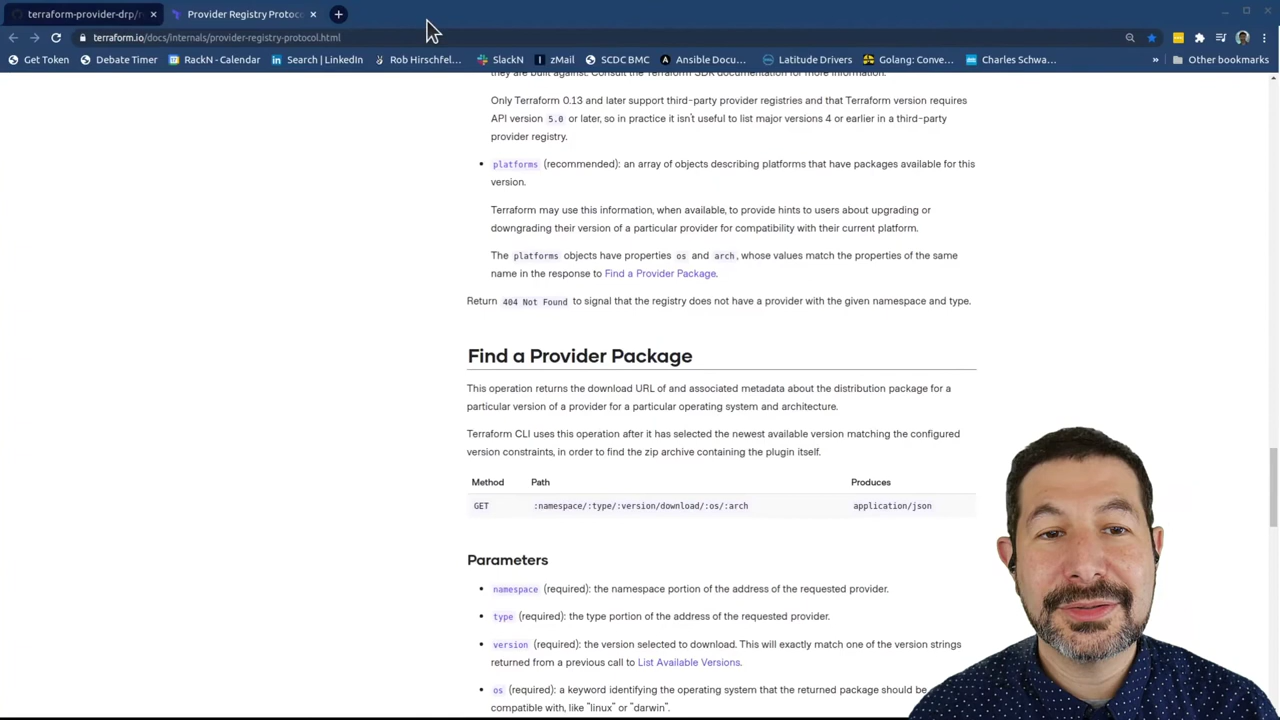 terraform-provider-drp/
Provider Registry Protoco
terraform.io/docs/internals/provider-registry-protocol.html
Get Token
Debate Timer
RackN - Calendar
Search | LinkedIn
Rob Hirschfel...
SlackN
zMail
SCDC BMC
Ansible Docu...
Latitude Drivers
Golang: Conve...
Charles Schwa...
»
Other bookmarks
they are built against. Consult the Terraform SDK documentation for more information.
Only Terraform 0.13 and later support third-party provider registries and that Terraform version requires
API version 5.0 or later, so in practice it isn't useful to list major versions 4 or earlier in a third-party
provider registry.
platforms (recommended): an array of objects describing platforms that have packages available for this
version.
Terraform may use this information, when available, to provide hints to users about upgrading or
downgrading their version of a particular provider for compatibility with their current platform.
The platforms objects have properties os and arch, whose values match the properties of the same
name in the response to Find a Provider Package.
Return 404 Not Found to signal that the registry does not have a provider with the given namespace and type.
Find a Provider Package
This operation returns the download URL of and associated metadata about the distribution package for a
particular version of a provider for a particular operating system and architecture.
Terraform CLI uses this operation after it has selected the newest available version matching the configured
version constraints, in order to find the zip archive containing the plugin itself.
Method Path Produces
GET :namespace/:type/:version/download/:os/:arch application/json
Parameters
namespace (required): the namespace portion of the address of the requested provider.
type (required): the type portion of the address of the requested provider.
version (required): the version selected to download. This will exactly match one of the version strings
returned from a previous call to List Available Versions.
os (required): a keyword identifying the operating system that the returned package should be
compatible with, like "linux" or "darwin".